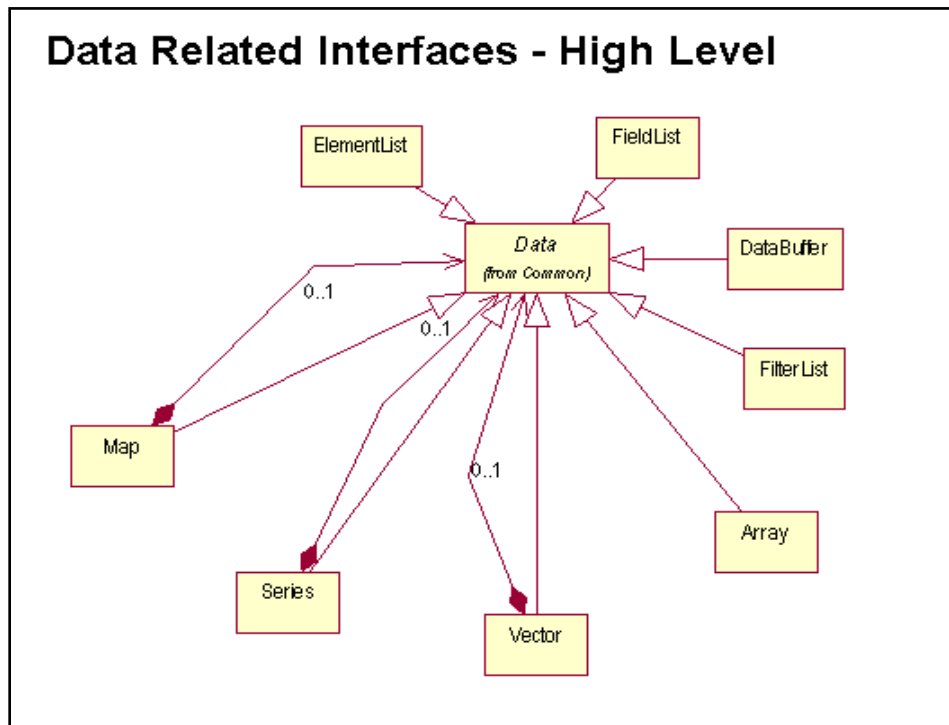 Data Related Interfaces - High Level
ElementList
FieldList
Data
(from Common)
DataBuffer
0..1
0..1
FilterList
Map
0..1
Array
Series
Vector